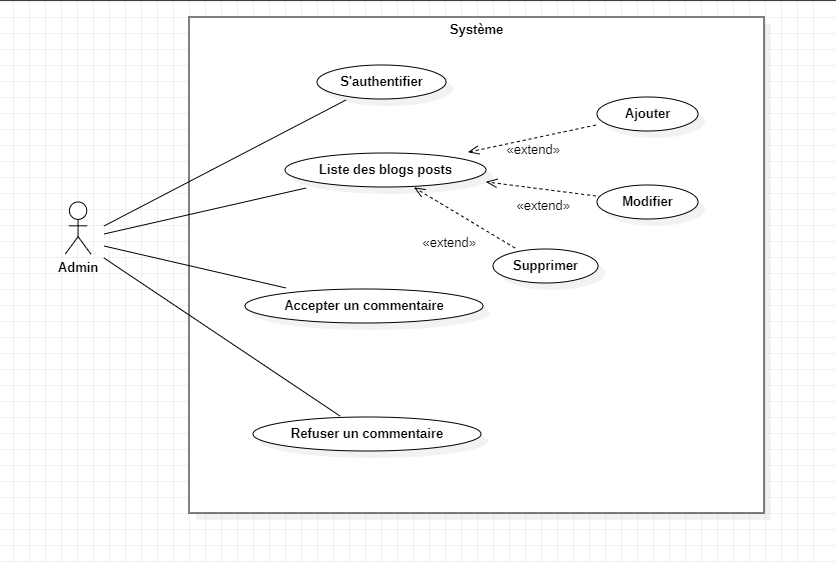 Système
S'authentifier
Ajouter
«extend»
Liste des blogs posts
Modifier
«extend»
«extend»
Supprimer
Admin
Accepter un commentaire
Refuser un commentaire